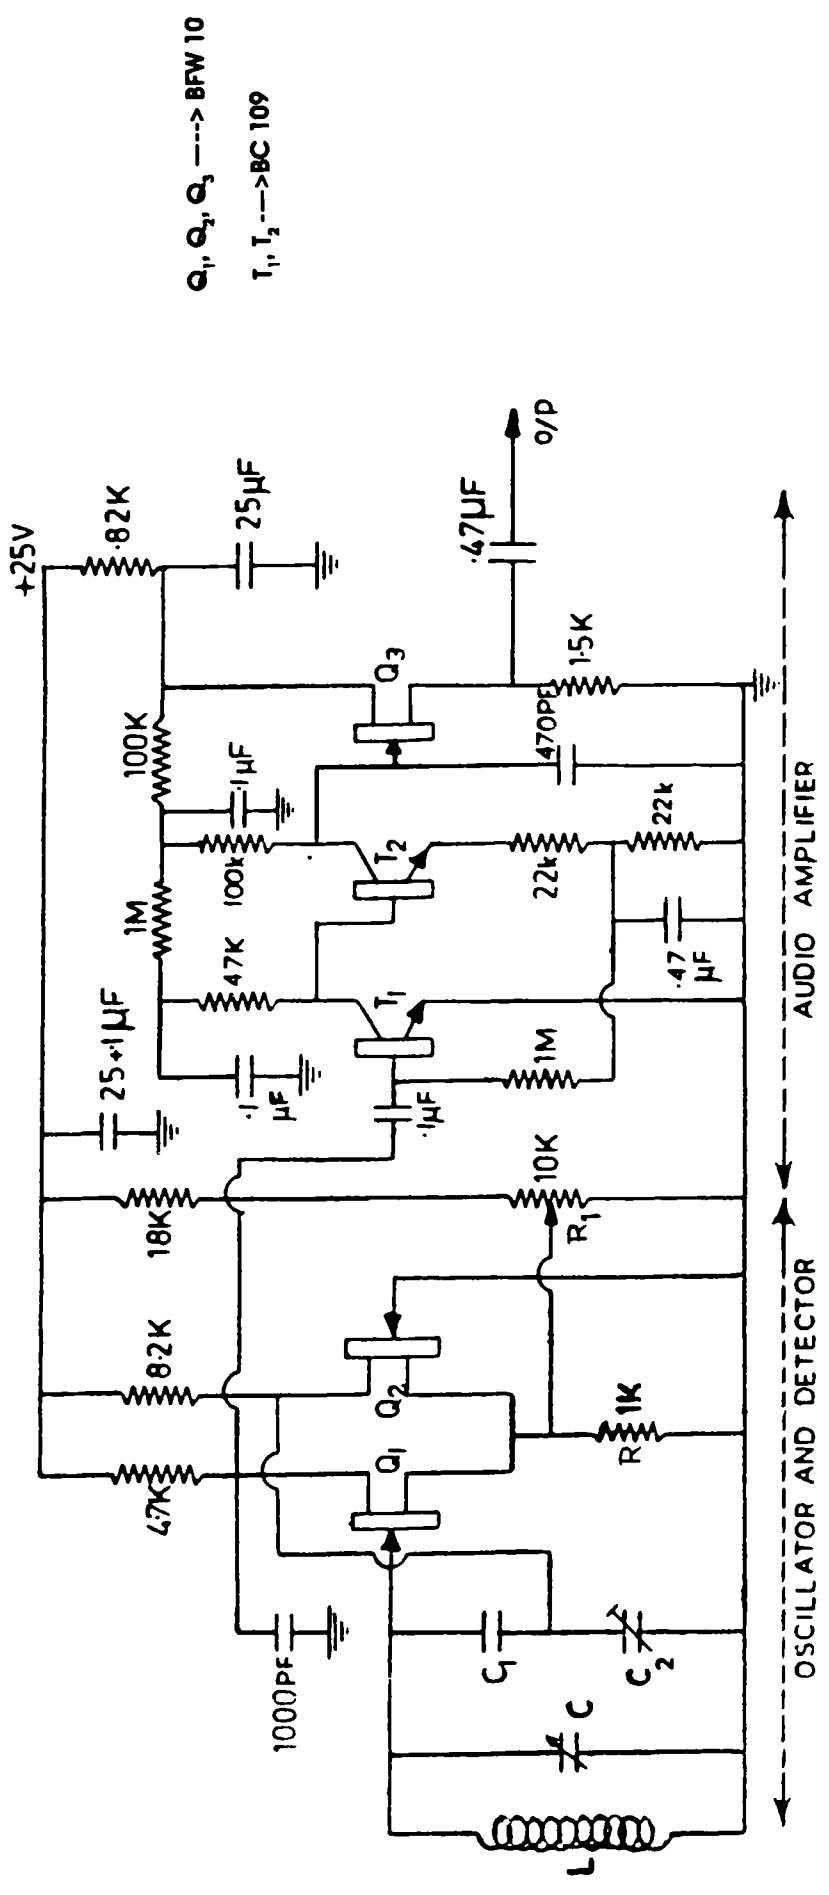 Q₁, Q₂, Q₃ ----> BFW 10
T₁, T₂ --->BC 109
+25V
.82K
25µF
100K
.1µF
1M
100k
47K
25+.1µF
.1
µF
18K
8.2K
4.7K
1000PF
Q₃
T₂
T₁
Q₂
Q₁
.47µF
O/P
470PF
1.5K
22k
22k
.47
µF
1M
.1µF
10K
R₁
R 1K
C₁
C₂
C
L
OSCILLATOR AND DETECTOR
AUDIO AMPLIFIER